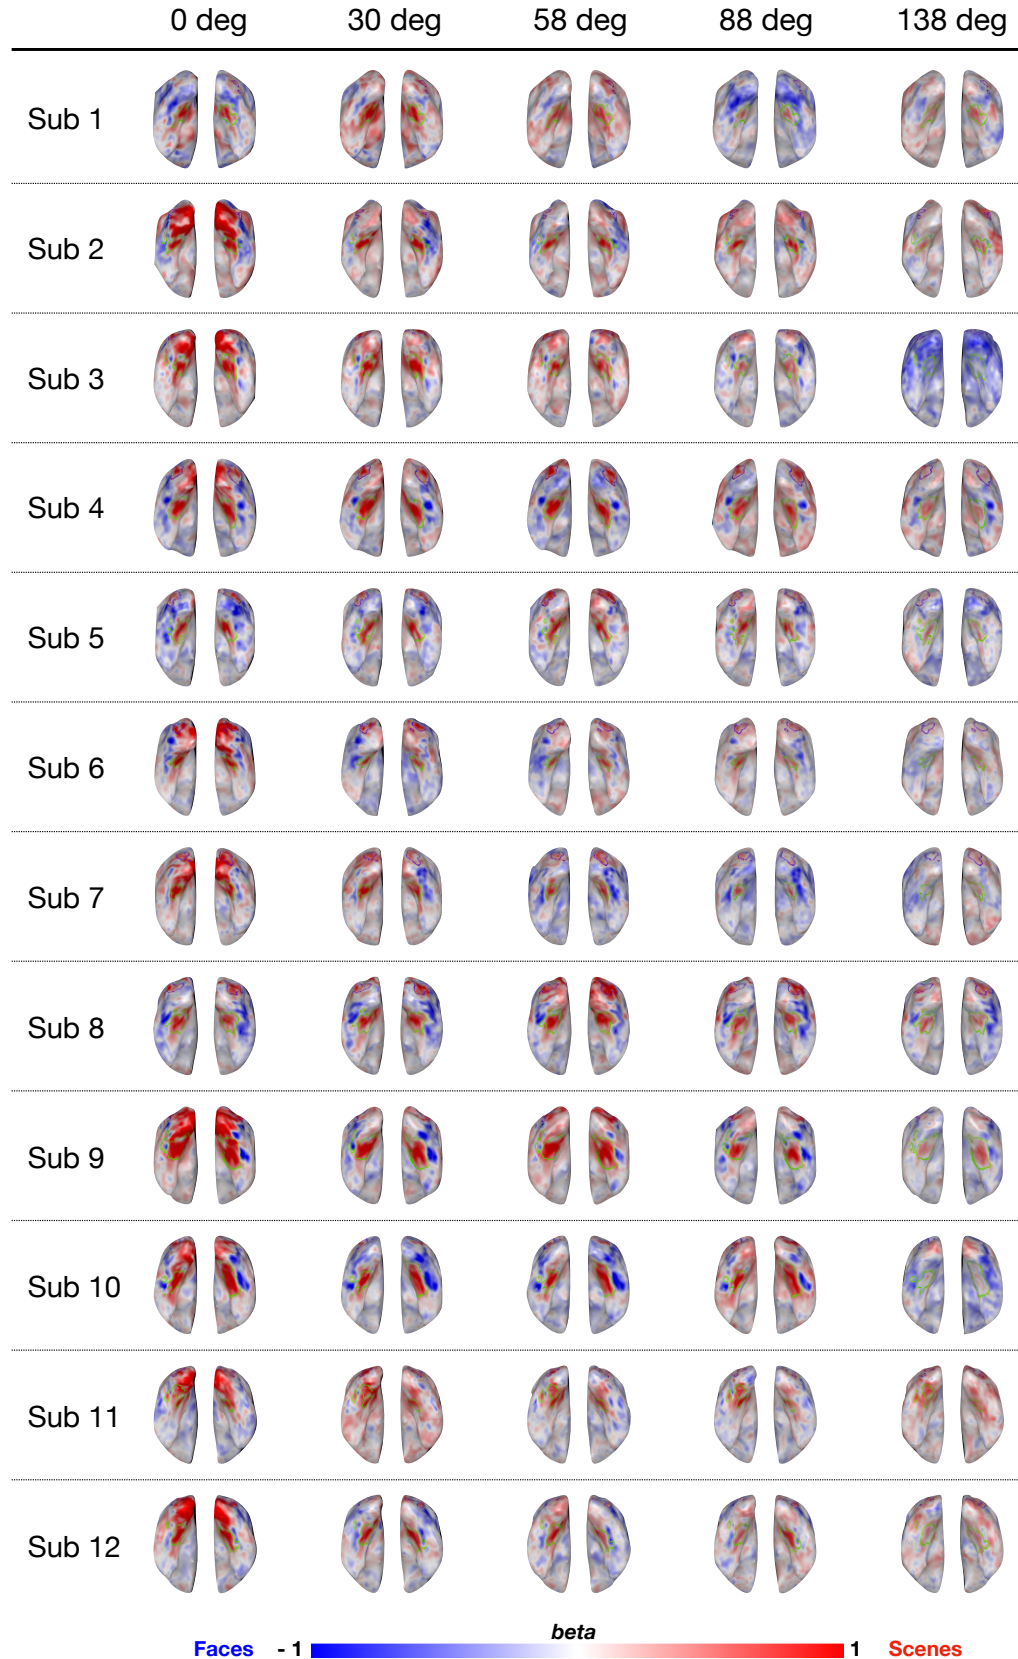 0 deg 30 deg 58 deg 88 deg 138 deg
Sub 1
Sub 2
Sub 3
Sub 4
Sub 5
Sub 6
Sub 7
Sub 8
Sub 9
Sub 10
Sub 11
Sub 12
beta
Faces - 1 1 Scenes